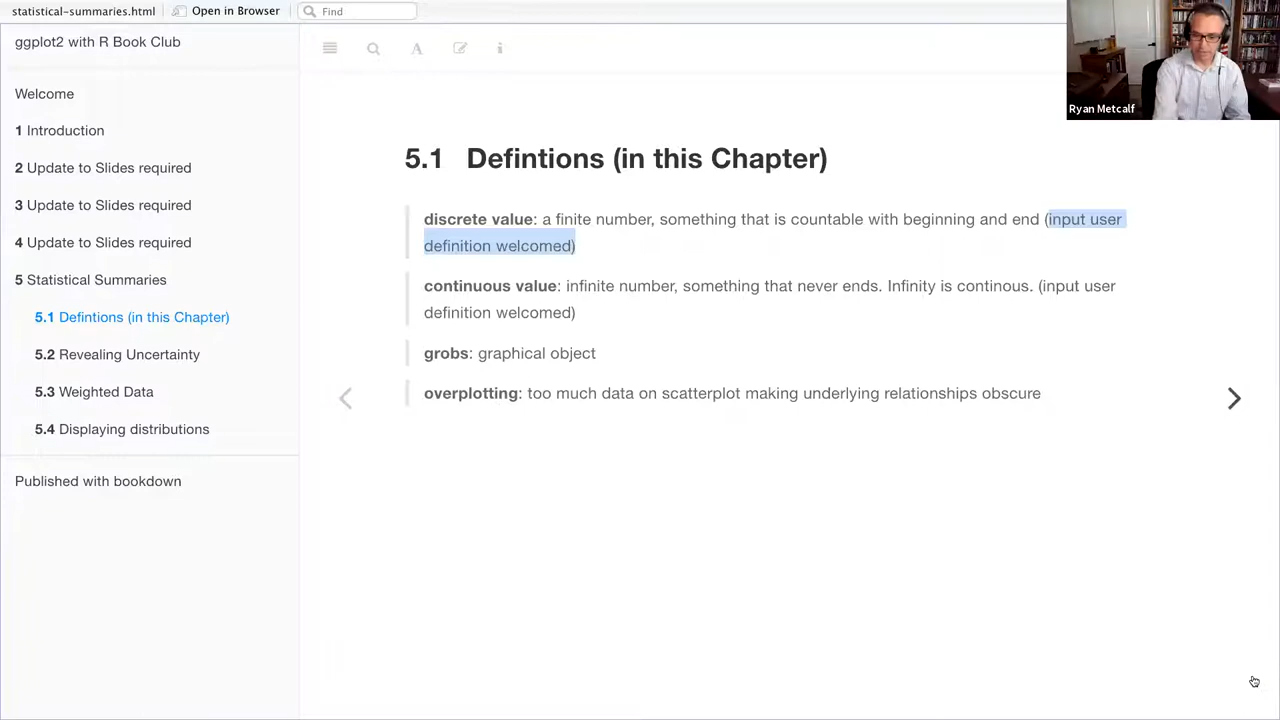 statistical-summaries.html
Open in Browser
Find
ggplot2 with R Book Club
Welcome
1 Introduction
2 Update to Slides required
3 Update to Slides required
4 Update to Slides required
5 Statistical Summaries
5.1 Defintions (in this Chapter)
5.2 Revealing Uncertainty
5.3 Weighted Data
5.4 Displaying distributions
Published with bookdown
5.1 Defintions (in this Chapter)
discrete value: a finite number, something that is countable with beginning and end (input user
definition welcomed)
continuous value: infinite number, something that never ends. Infinity is continous. (input user
definition welcomed)
grobs: graphical object
overplotting: too much data on scatterplot making underlying relationships obscure
Ryan Metcalf